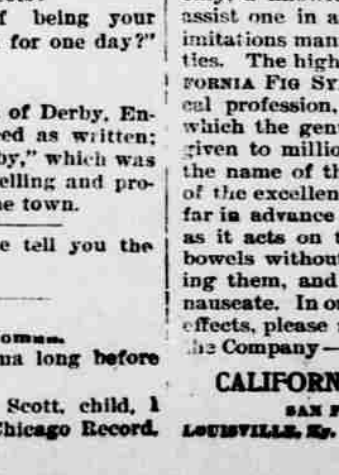 f being your
for one day?"
of Derby, En-
ed as written;
by," which was
elling and pro-
e town.
e tell you the
oman.
na long before
Scott, child, 1
Chicago Record.
assist one in a
imitations man
ties. The high
FORNIA FIG SY
cal profession,
which the gen
given to millio
the name of th
of the excellen
far in advance
as it acts on t
bowels without
ing them, and
nauseate. In or
effects, please
the Company—
CALIFORN
SAN F
LOUISVILLE, Ky.